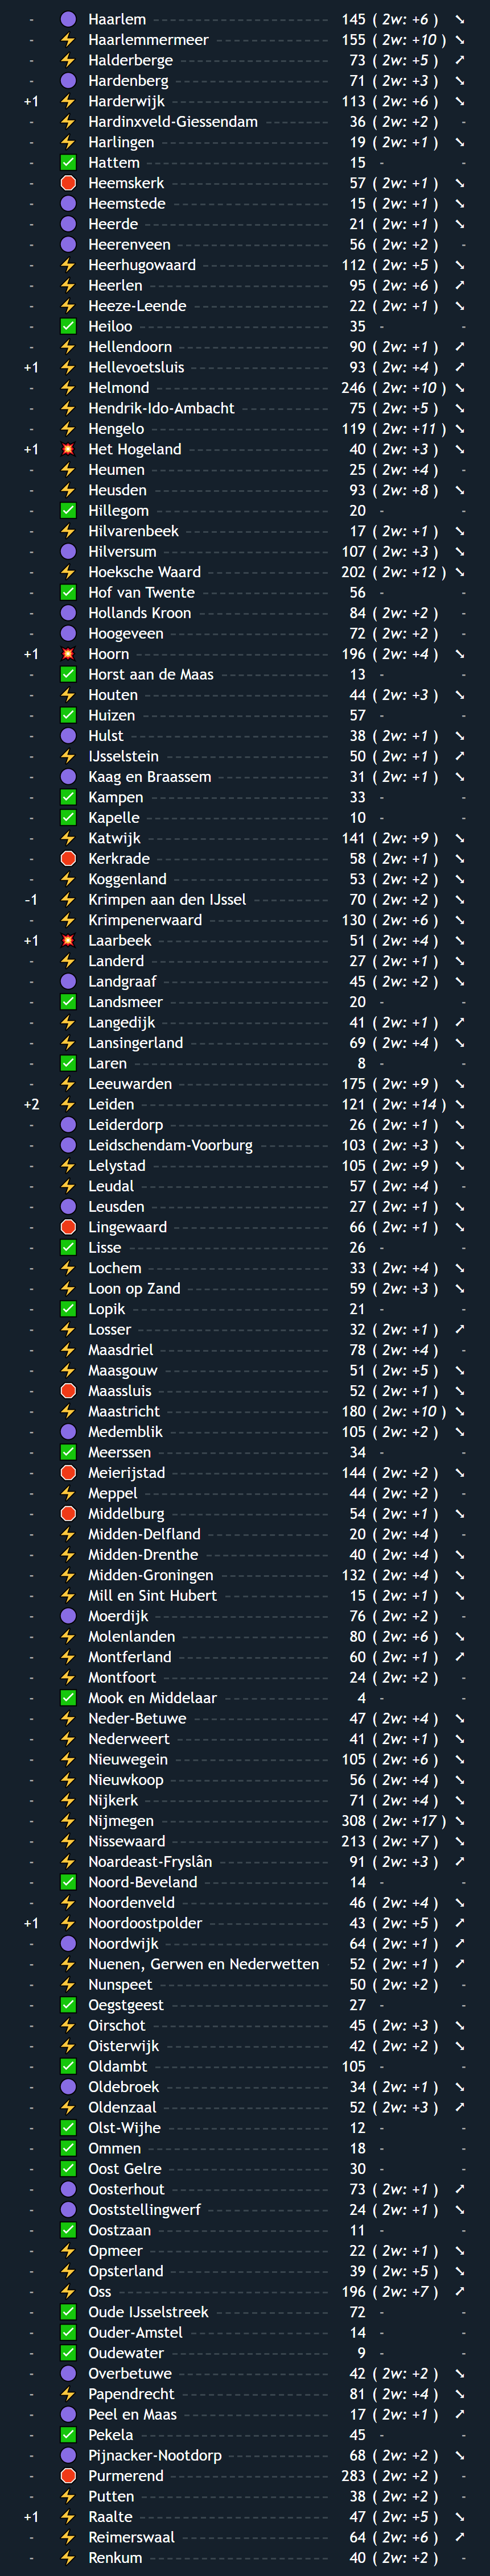 - Haarlem 145 ( 2w: +6 ) ↘
- ⚡ Haarlemmermeer 155 ( 2w: +10 ) ↘
- ⚡ Halderberge 73 ( 2w: +5 ) ↗
- Hardenberg 71 ( 2w: +3 ) ↘
+1 ⚡ Harderwijk 113 ( 2w: +6 ) ↘
- ⚡ Hardinxveld-Giessendam 36 ( 2w: +2 ) -
- ⚡ Harlingen 19 ( 2w: +1 ) ↘
- ✅ Hattem 15 - -
- Heemskerk 57 ( 2w: +1 ) ↘
- Heemstede 15 ( 2w: +1 ) ↘
- Heerde 21 ( 2w: +1 ) ↘
- Heerenveen 56 ( 2w: +2 ) -
- ⚡ Heerhugowaard 112 ( 2w: +5 ) ↘
- ⚡ Heerlen 95 ( 2w: +6 ) ↗
- ⚡ Heeze-Leende 22 ( 2w: +1 ) ↘
- ✅ Heiloo 35 - -
- ⚡ Hellendoorn 90 ( 2w: +1 ) ↗
+1 ⚡ Hellevoetsluis 93 ( 2w: +4 ) ↗
- ⚡ Helmond 246 ( 2w: +10 ) ↘
- ⚡ Hendrik-Ido-Ambacht 75 ( 2w: +5 ) ↘
- ⚡ Hengelo 119 ( 2w: +11 ) ↘
+1 Het Hogeland 40 ( 2w: +3 ) ↘
- ⚡ Heumen 25 ( 2w: +4 ) -
- ⚡ Heusden 93 ( 2w: +8 ) ↘
- ✅ Hillegom 20 - -
- ⚡ Hilvarenbeek 17 ( 2w: +1 ) ↘
- Hilversum 107 ( 2w: +3 ) ↘
- ⚡ Hoeksche Waard 202 ( 2w: +12 ) ↘
- ✅ Hof van Twente 56 - -
- Hollands Kroon 84 ( 2w: +2 ) -
- Hoogeveen 72 ( 2w: +2 ) -
+1 Hoorn 196 ( 2w: +4 ) ↘
- ✅ Horst aan de Maas 13 - -
- ⚡ Houten 44 ( 2w: +3 ) ↘
- ✅ Huizen 57 - -
- Hulst 38 ( 2w: +1 ) ↘
- ⚡ IJsselstein 50 ( 2w: +1 ) ↗
- Kaag en Braassem 31 ( 2w: +1 ) ↘
- ✅ Kampen 33 - -
- ✅ Kapelle 10 - -
- ⚡ Katwijk 141 ( 2w: +9 ) ↘
- Kerkrade 58 ( 2w: +1 ) ↘
- ⚡ Koggenland 53 ( 2w: +2 ) ↘
-1 ⚡ Krimpen aan den IJssel 70 ( 2w: +2 ) ↘
- ⚡ Krimpenerwaard 130 ( 2w: +6 ) ↘
+1 Laarbeek 51 ( 2w: +4 ) ↘
- ⚡ Landerd 27 ( 2w: +1 ) ↘
- Landgraaf 45 ( 2w: +2 ) ↘
- ✅ Landsmeer 20 - -
- ⚡ Langedijk 41 ( 2w: +1 ) ↗
- ⚡ Lansingerland 69 ( 2w: +4 ) ↘
- ✅ Laren 8 - -
- ⚡ Leeuwarden 175 ( 2w: +9 ) ↘
+2 ⚡ Leiden 121 ( 2w: +14 ) ↘
- Leiderdorp 26 ( 2w: +1 ) ↘
- Leidschendam-Voorburg 103 ( 2w: +3 ) ↘
- ⚡ Lelystad 105 ( 2w: +9 ) ↘
- ⚡ Leudal 57 ( 2w: +4 ) -
- Leusden 27 ( 2w: +1 ) ↘
- Lingewaard 66 ( 2w: +1 ) ↘
- ✅ Lisse 26 - -
- ⚡ Lochem 33 ( 2w: +4 ) ↘
- ⚡ Loon op Zand 59 ( 2w: +3 ) ↘
- ✅ Lopik 21 - -
- ⚡ Losser 32 ( 2w: +1 ) ↗
- ⚡ Maasdriel 78 ( 2w: +4 ) -
- ⚡ Maasgouw 51 ( 2w: +5 ) ↘
- Maassluis 52 ( 2w: +1 ) ↘
- ⚡ Maastricht 180 ( 2w: +10 ) ↘
- Medemblik 105 ( 2w: +2 ) ↘
- ✅ Meerssen 34 - -
- Meierijstad 144 ( 2w: +2 ) ↘
- ⚡ Meppel 44 ( 2w: +2 ) -
- Middelburg 54 ( 2w: +1 ) ↘
- ⚡ Midden-Delfland 20 ( 2w: +4 ) -
- ⚡ Midden-Drenthe 40 ( 2w: +4 ) ↘
- ⚡ Midden-Groningen 132 ( 2w: +4 ) ↘
- ⚡ Mill en Sint Hubert 15 ( 2w: +1 ) ↘
- Moerdijk 76 ( 2w: +2 ) -
- ⚡ Molenlanden 80 ( 2w: +6 ) ↘
- ⚡ Montferland 60 ( 2w: +1 ) ↗
- ⚡ Montfoort 24 ( 2w: +2 ) -
- ✅ Mook en Middelaar 4 - -
- ⚡ Neder-Betuwe 47 ( 2w: +4 ) ↘
- ⚡ Nederweert 41 ( 2w: +1 ) ↘
- ⚡ Nieuwegein 105 ( 2w: +6 ) ↘
- ⚡ Nieuwkoop 56 ( 2w: +4 ) ↘
- ⚡ Nijkerk 71 ( 2w: +4 ) ↘
- ⚡ Nijmegen 308 ( 2w: +17 ) ↘
- ⚡ Nissewaard 213 ( 2w: +7 ) ↘
- ⚡ Noardeast-Fryslân 91 ( 2w: +3 ) ↗
- ✅ Noord-Beveland 14 - -
- ⚡ Noordenveld 46 ( 2w: +4 ) ↘
+1 ⚡ Noordoostpolder 43 ( 2w: +5 ) ↗
- Noordwijk 64 ( 2w: +1 ) ↗
- ⚡ Nuenen, Gerwen en Nederwetten 52 ( 2w: +1 ) ↗
- ⚡ Nunspeet 50 ( 2w: +2 ) -
- ✅ Oegstgeest 27 - -
- ⚡ Oirschot 45 ( 2w: +3 ) ↘
- ⚡ Oisterwijk 42 ( 2w: +2 ) ↘
- ✅ Oldambt 105 - -
- Oldebroek 34 ( 2w: +1 ) ↘
- ⚡ Oldenzaal 52 ( 2w: +3 ) ↗
- ✅ Olst-Wijhe 12 - -
- ✅ Ommen 18 - -
- ✅ Oost Gelre 30 - -
- Oosterhout 73 ( 2w: +1 ) ↗
- Ooststellingwerf 24 ( 2w: +1 ) ↘
- ✅ Oostzaan 11 - -
- ⚡ Opmeer 22 ( 2w: +1 ) ↘
- ⚡ Opsterland 39 ( 2w: +5 ) ↘
- ⚡ Oss 196 ( 2w: +7 ) ↗
- ✅ Oude IJsselstreek 72 - -
- ✅ Ouder-Amstel 14 - -
- ✅ Oudewater 9 - -
- Overbetuwe 42 ( 2w: +2 ) ↘
- ⚡ Papendrecht 81 ( 2w: +4 ) ↘
- Peel en Maas 17 ( 2w: +1 ) ↗
- ✅ Pekela 45 - -
- Pijnacker-Nootdorp 68 ( 2w: +2 ) ↘
- Purmerend 283 ( 2w: +2 ) -
- ⚡ Putten 38 ( 2w: +2 ) -
+1 ⚡ Raalte 47 ( 2w: +5 ) ↘
- ⚡ Reimerswaal 64 ( 2w: +6 ) ↗
- ⚡ Renkum 40 ( 2w: +2 ) -